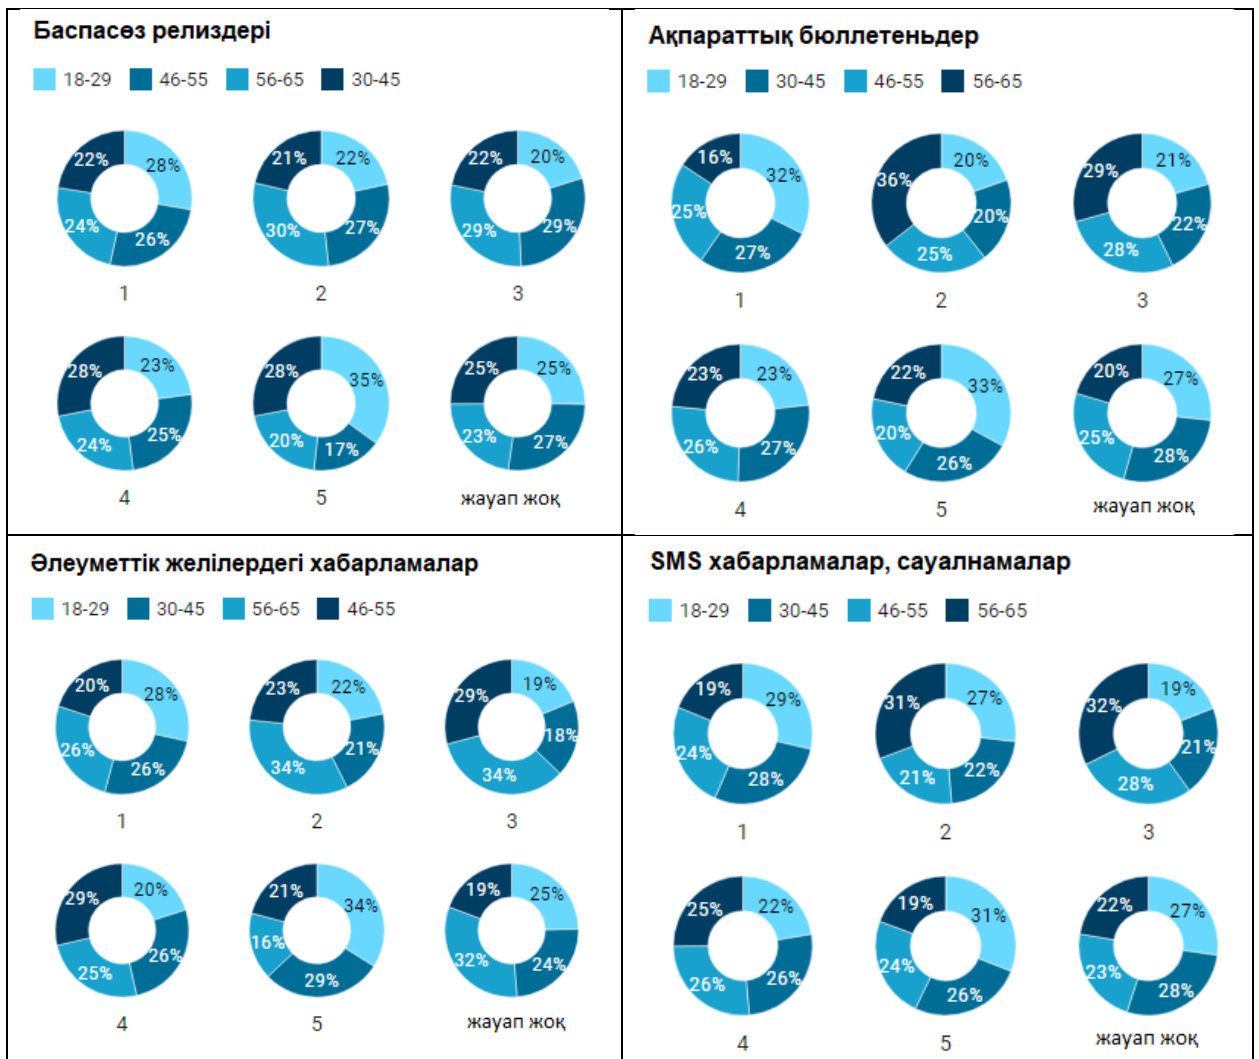 Баспасөз релиздері
18-29 46-55 56-65 30-45
22% 28% 24% 26%
21% 22% 30% 27%
22% 20% 29% 29%
1 2 3
28% 23% 24% 25%
28% 35% 20% 17%
25% 25% 23% 27%
4 5 жауап жоқ
Ақпараттық бюллетеньдер
18-29 30-45 46-55 56-65
16% 32% 25% 27%
36% 20% 25% 20%
29% 21% 28% 22%
1 2 3
23% 23% 26% 27%
22% 33% 20% 26%
20% 27% 25% 28%
4 5 жауап жоқ
Әлеуметтік желілердегі хабарламалар
18-29 30-45 56-65 46-55
20% 28% 26% 26%
23% 22% 34% 21%
29% 19% 34% 18%
1 2 3
29% 20% 25% 26%
21% 34% 16% 29%
19% 25% 32% 24%
4 5 жауап жоқ
SMS хабарламалар, сауалнамалар
18-29 30-45 46-55 56-65
19% 29% 24% 28%
31% 27% 21% 22%
32% 19% 28% 21%
1 2 3
25% 22% 26% 26%
19% 31% 24% 26%
22% 27% 23% 28%
4 5 жауап жоқ